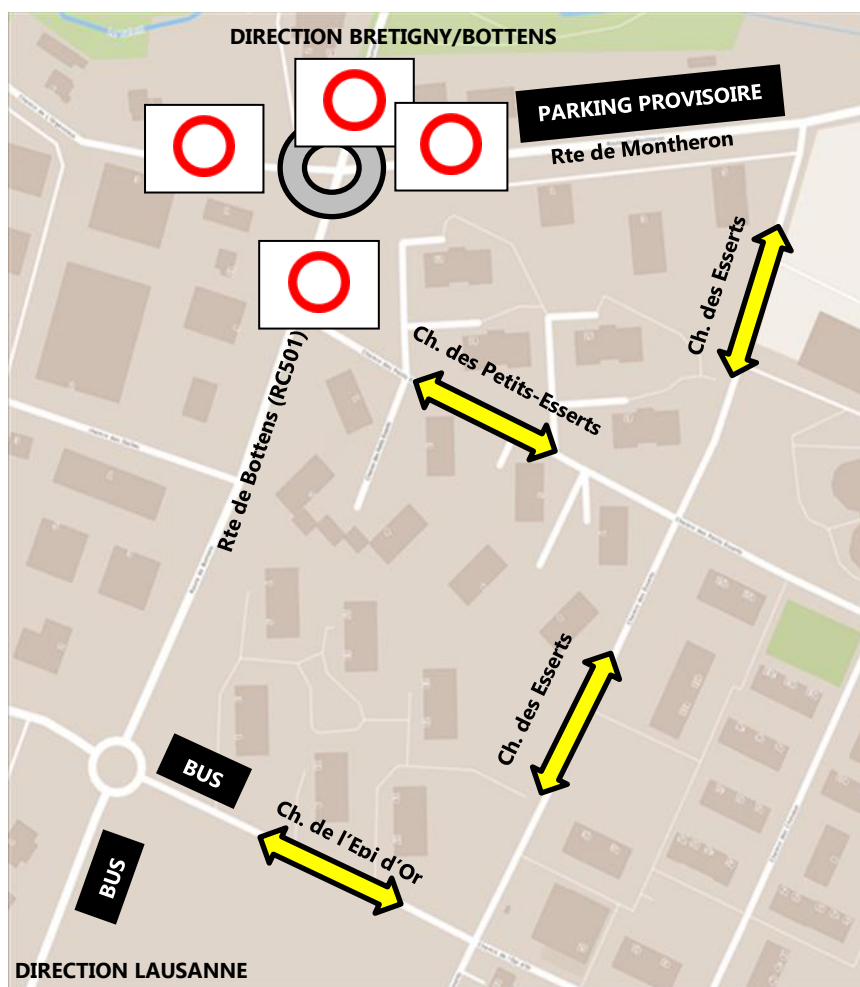 DIRECTION BRETIGNY/BOTTENS
PARKING PROVISOIRE
Rte de Montheron
Ch. des Esserts
Ch. des Petits-Esserts
Rte de Bottens (RC501)
Ch. des Esserts
BUS
Ch. de l'Epi d'Or
BUS
DIRECTION LAUSANNE